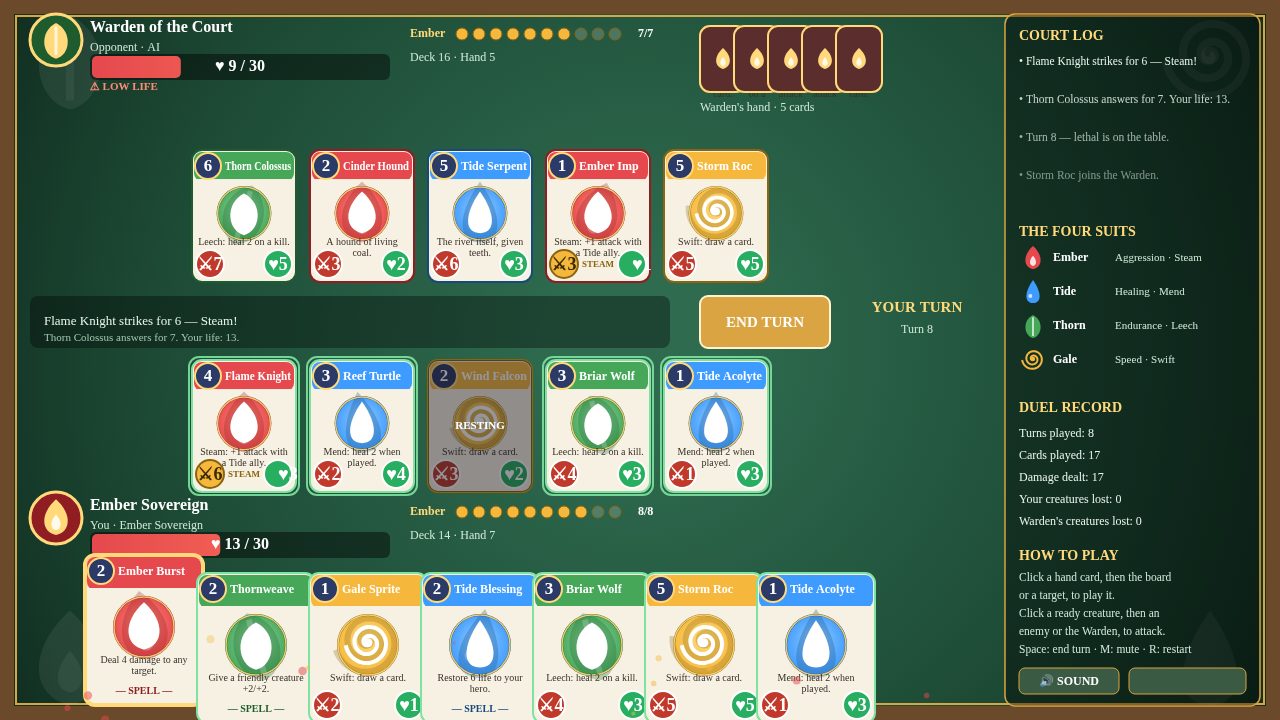 Warden of the Court
Opponent · AI
♥ 9 / 30
⚠ LOW LIFE
Ember 7/7
Deck 16 · Hand 5
Warden's hand · 5 cards
6 Thorn Colossus
Leech: heal 2 on a kill.
⚔7 ♥5
2 Cinder Hound
A hound of living
coal.
⚔3 ♥2
5 Tide Serpent
The river itself, given
teeth.
⚔6 ♥3
1 Ember Imp
Steam: +1 attack with
a Tide ally.
⚔3 STEAM ♥1
5 Storm Roc
Swift: draw a card.
⚔5 ♥5
Flame Knight strikes for 6 — Steam!
Thorn Colossus answers for 7. Your life: 13.
END TURN
YOUR TURN
Turn 8
4 Flame Knight
Steam: +1 attack with
a Tide ally.
⚔6 STEAM ♥
3 Reef Turtle
Mend: heal 2 when
played.
⚔2 ♥4
2 Wind Falcon
RESTING
Swift: draw a card.
⚔3 ♥2
3 Briar Wolf
Leech: heal 2 on a kill.
⚔4 ♥3
1 Tide Acolyte
Mend: heal 2 when
played.
⚔1 ♥3
Ember Sovereign
You · Ember Sovereign
♥ 13 / 30
Ember 8/8
Deck 14 · Hand 7
2 Ember Burst
Deal 4 damage to any
target.
— SPELL —
2 Thornweave
Give a friendly creature
+2/+2.
— SPELL —
1 Gale Sprite
Swift: draw a card.
⚔2 ♥1
2 Tide Blessing
Restore 6 life to your
hero.
— SPELL —
3 Briar Wolf
Leech: heal 2 on a kill.
⚔4 ♥3
5 Storm Roc
Swift: draw a card.
⚔5 ♥5
1 Tide Acolyte
Mend: heal 2 when
played.
⚔1 ♥3
COURT LOG
• Flame Knight strikes for 6 — Steam!
• Thorn Colossus answers for 7. Your life: 13.
• Turn 8 — lethal is on the table.
• Storm Roc joins the Warden.
THE FOUR SUITS
Ember Aggression · Steam
Tide Healing · Mend
Thorn Endurance · Leech
Gale Speed · Swift
DUEL RECORD
Turns played: 8
Cards played: 17
Damage dealt: 17
Your creatures lost: 0
Warden's creatures lost: 0
HOW TO PLAY
Click a hand card, then the board
or a target, to play it.
Click a ready creature, then an
enemy or the Warden, to attack.
Space: end turn · M: mute · R: restart
🔊 SOUND